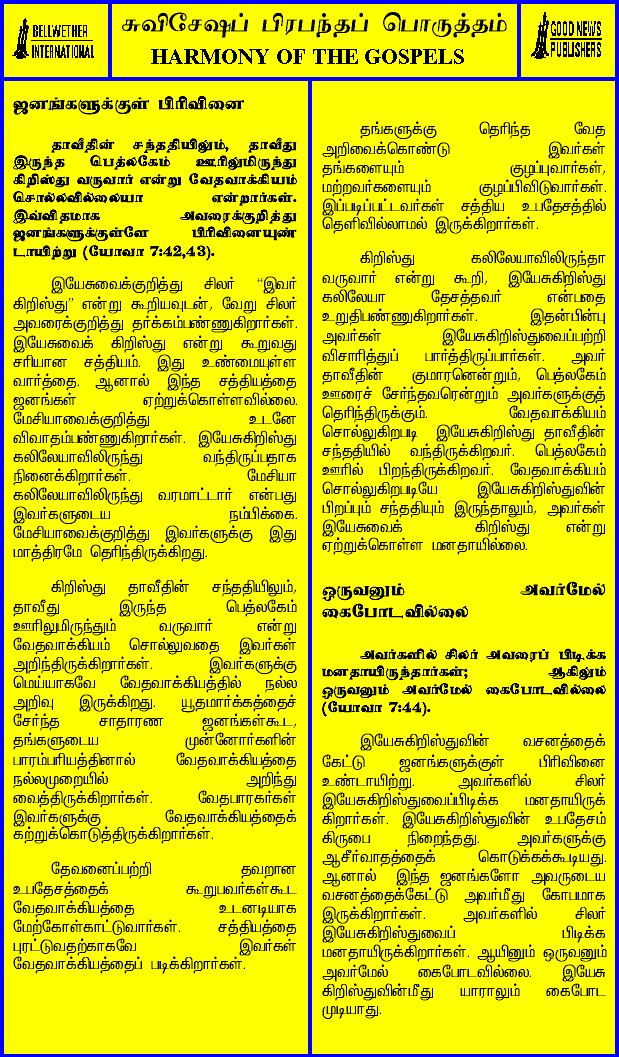 BELLWETHER
INTERNATIONAL
சுவிசேஷப் பிரபந்தப் பொருத்தம்
HARMONY OF THE GOSPELS
GOOD NEWS
PUBLISHERS
ஜனங்களுக்குள் பிரிவினை
தாவீதின் சந்ததியிலும், தாவீது
இருந்த பெத்லகேம் ஊரிலுமிருந்து
கிறிஸ்து வருவார் என்று வேதவாக்கியம்
சொல்லவில்லையா என்றார்கள்.
இவ்விதமாக அவரைக்குறித்து
ஜனங்களுக்குள்ளே பிரிவினையுண்
டாயிற்று (யோவா 7:42,43).
இயேசுவைக்குறித்து சிலர் “இவர்
கிறிஸ்து” என்று கூறியவுடன், வேறு சிலர்
அவரைக்குறித்து தர்க்கம்பண்ணுகிறார்கள்.
இயேசுவைக் கிறிஸ்து என்று கூறுவது
சரியான சத்தியம். இது உண்மையுள்ள
வார்த்தை. ஆனால் இந்த சத்தியத்தை
ஜனங்கள் ஏற்றுக்கொள்ளவில்லை.
மேசியாவைக்குறித்து உடனே
விவாதம்பண்ணுகிறார்கள். இயேசுகிறிஸ்து
கலிலேயாவிலிருந்து வந்திருப்பதாக
நினைக்கிறார்கள். மேசியா
கலிலேயாவிலிருந்து வரமாட்டார் என்பது
இவர்களுடைய நம்பிக்கை.
மேசியாவைக்குறித்து இவர்களுக்கு இது
மாத்திரமே தெரிந்திருக்கிறது.
கிறிஸ்து தாவீதின் சந்ததியிலும்,
தாவீது இருந்த பெத்லகேம்
ஊரிலுமிருந்தும் வருவார் என்று
வேதவாக்கியம் சொல்லுவதை இவர்கள்
அறிந்திருக்கிறார்கள். இவர்களுக்கு
மெய்யாகவே வேதவாக்கியத்தில் நல்ல
அறிவு இருக்கிறது. யூதமார்க்கத்தைச்
சேர்ந்த சாதாரண ஜனங்கள்கூட,
தங்களுடைய முன்னோர்களின்
பாரம்பரியத்தினால் வேதவாக்கியத்தை
நல்லமுறையில் அறிந்து
வைத்திருக்கிறார்கள். வேதபாரகர்கள்
இவர்களுக்கு வேதவாக்கியத்தைக்
கற்றுக்கொடுத்திருக்கிறார்கள்.
தேவனைப்பற்றி தவறான
உபதேசத்தைக் கூறுபவர்கள்கூட
வேதவாக்கியத்தை உடனடியாக
மேற்கோள்காட்டுவார்கள். சத்தியத்தை
புரட்டுவதற்காகவே இவர்கள்
வேதவாக்கியத்தைப் படிக்கிறார்கள்.
தங்களுக்கு தெரிந்த வேத
அறிவைக்கொண்டு இவர்கள்
தங்களையும் குழப்புவார்கள்,
மற்றவர்களையும் குழப்பிவிடுவார்கள்.
இப்படிப்பட்டவர்கள் சத்திய உபதேசத்தில்
தெளிவில்லாமல் இருக்கிறார்கள்.
கிறிஸ்து கலிலேயாவிலிருந்தா
வருவார் என்று கூறி, இயேசுகிறிஸ்து
கலிலேயா தேசத்தவர் என்பதை
உறுதிபண்ணுகிறார்கள். இதன்பின்பு
அவர்கள் இயேசுகிறிஸ்துவைப்பற்றி
விசாரித்துப் பார்த்திருப்பார்கள். அவர்
தாவீதின் குமாரனென்றும், பெத்லகேம்
ஊரைச் சேர்ந்தவரென்றும் அவர்களுக்குத்
தெரிந்திருக்கும். வேதவாக்கியம்
சொல்லுகிறபடி இயேசுகிறிஸ்து தாவீதின்
சந்ததியில் வந்திருக்கிறவர். பெத்லகேம்
ஊரில் பிறந்திருக்கிறவர். வேதவாக்கியம்
சொல்லுகிறபடியே இயேசுகிறிஸ்துவின்
பிறப்பும் சந்ததியும் இருந்தாலும், அவர்கள்
இயேசுவைக் கிறிஸ்து என்று
ஏற்றுக்கொள்ள மனதாயில்லை.
ஒருவனும் அவர்மேல்
கைபோடவில்லை
அவர்களில் சிலர் அவரைப் பிடிக்க
மனதாயிருந்தார்கள்; ஆகிலும்
ஒருவனும் அவர்மேல் கைபோடவில்லை
(யோவா 7:44).
இயேசுகிறிஸ்துவின் வசனத்தைக்
கேட்டு ஜனங்களுக்குள் பிரிவினை
உண்டாயிற்று. அவர்களில் சிலர்
இயேசுகிறிஸ்துவைப்பிடிக்க மனதாயிருக்
கிறார்கள். இயேசுகிறிஸ்துவின் உபதேசம்
கிருபை நிறைந்தது. அவர்களுக்கு
ஆசீர்வாதத்தைக் கொடுக்கக்கூடியது.
ஆனால் இந்த ஜனங்களோ அவருடைய
வசனத்தைக்கேட்டு அவர்மீது கோபமாக
இருக்கிறார்கள். அவர்களில் சிலர்
இயேசுகிறிஸ்துவைப் பிடிக்க
மனதாயிருக்கிறார்கள். ஆயினும் ஒருவனும்
அவர்மேல் கைபோடவில்லை. இயேசு
கிறிஸ்துவின்மீது யாராலும் கைபோட
முடியாது.